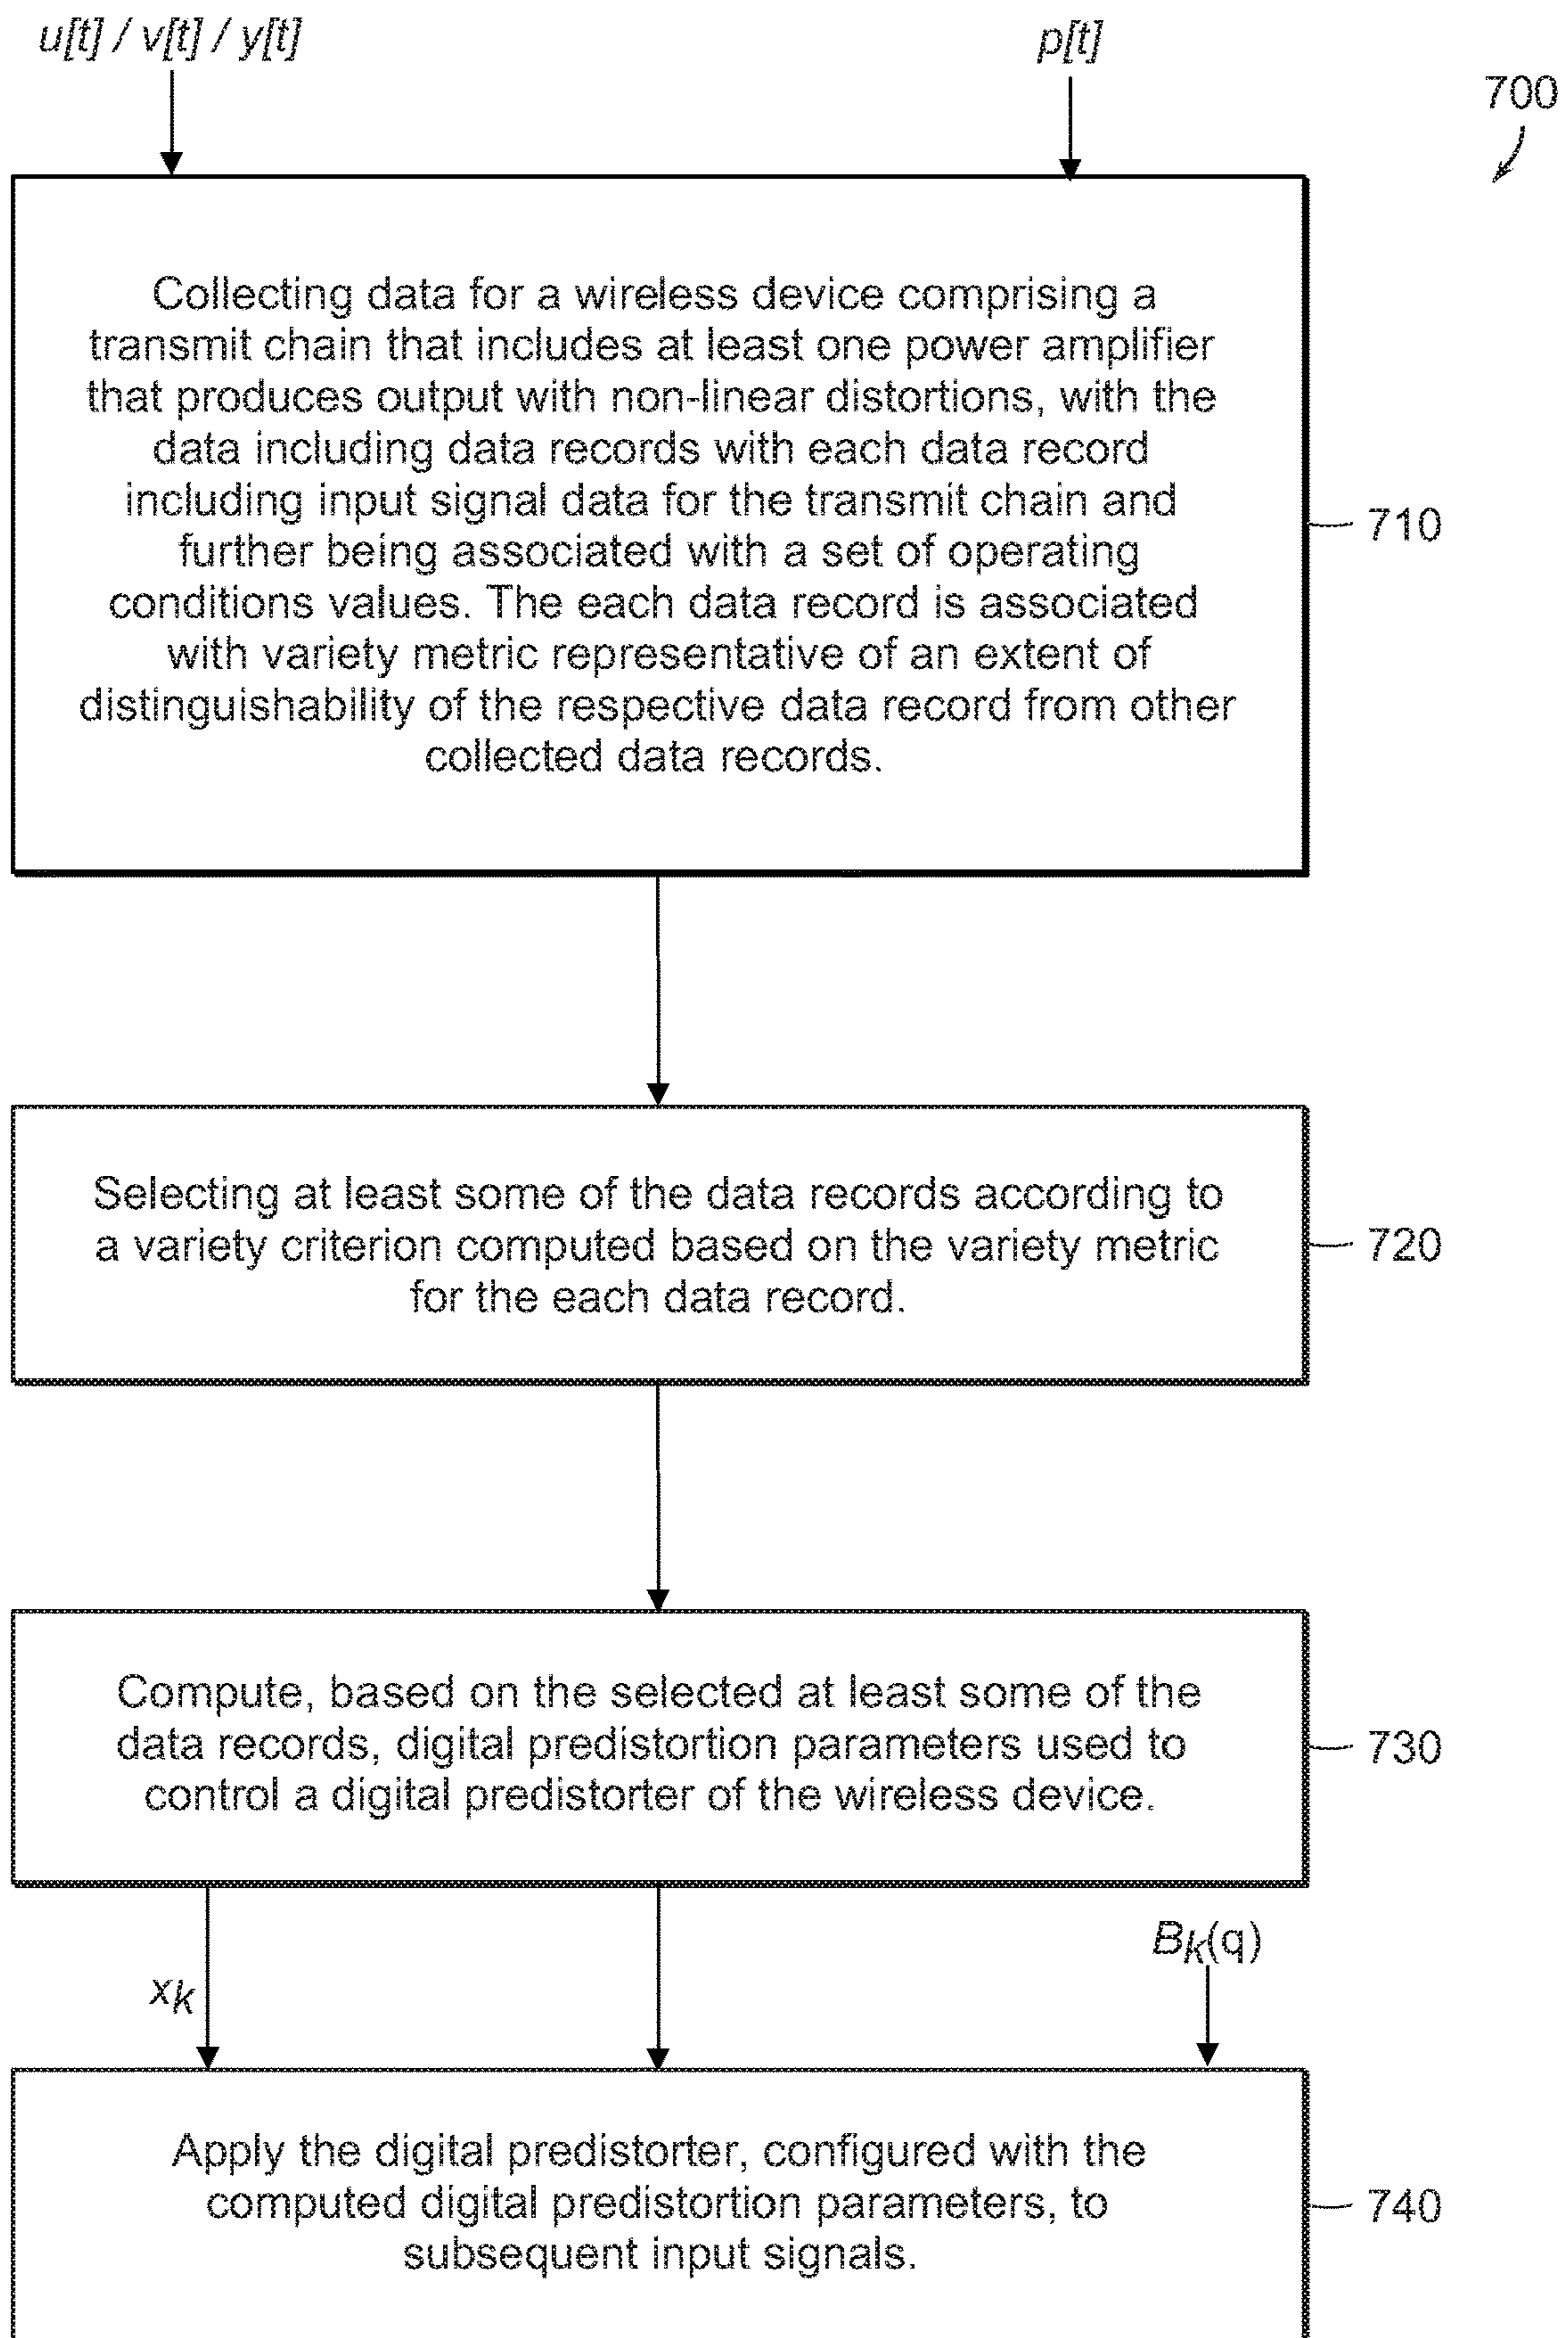 u[t] / v[t] / y[t]
p[t]
700
Collecting data for a wireless device comprising a
transmit chain that includes at least one power amplifier
that produces output with non-linear distortions, with the
data including data records with each data record
including input signal data for the transmit chain and
further being associated with a set of operating
conditions values. The each data record is associated
with variety metric representative of an extent of
distinguishability of the respective data record from other
collected data records.
710
Selecting at least some of the data records according to
a variety criterion computed based on the variety metric
for the each data record.
720
Compute, based on the selected at least some of the
data records, digital predistortion parameters used to
control a digital predistorter of the wireless device.
730
xk
Bk(q)
Apply the digital predistorter, configured with the
computed digital predistortion parameters, to
subsequent input signals.
740